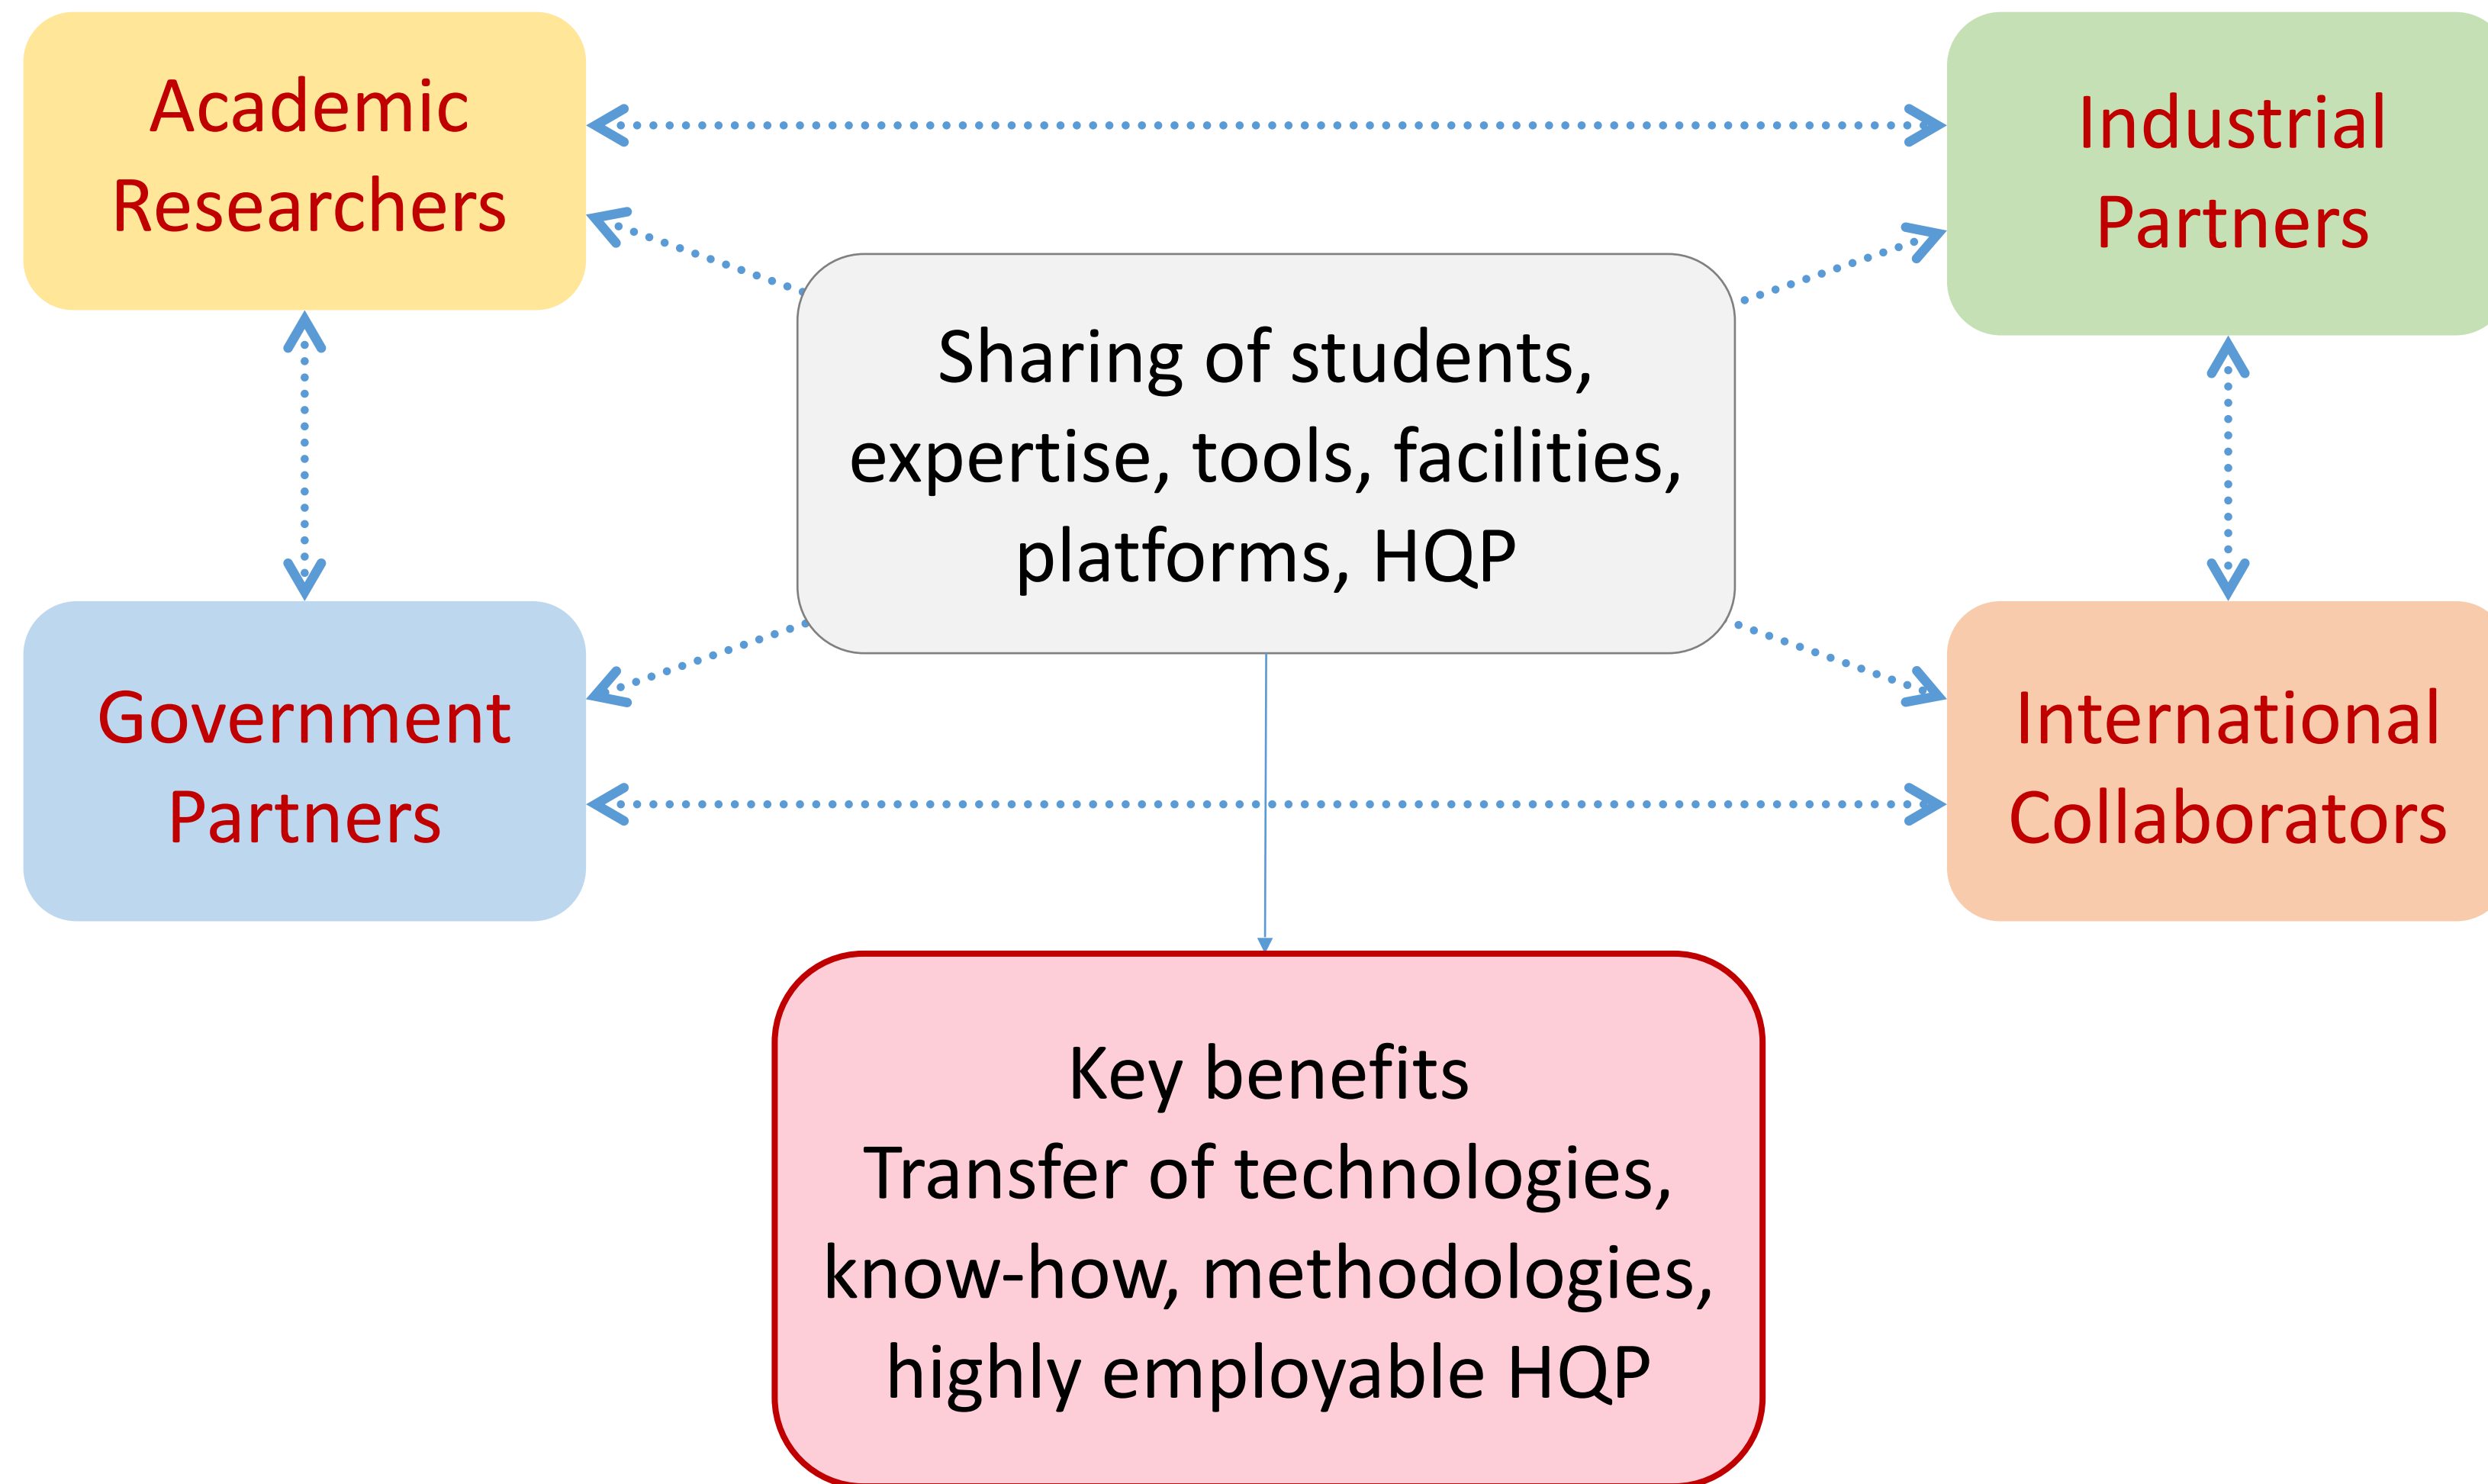 Academic
Researchers
Industrial
Partners
Sharing of students,
expertise, tools, facilities,
platforms, HQP
Government
Partners
International
Collaborators
Key benefits
Transfer of technologies,
know-how, methodologies,
highly employable HQP